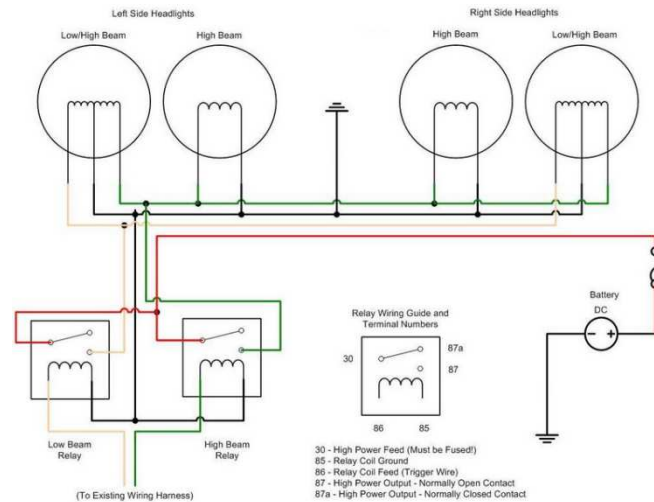 Left Side Headlights
Right Side Headlights
Low/High Beam
High Beam
High Beam
Low/High Beam
Battery
DC
- +
Relay Wiring Guide and
Terminal Numbers
30
87a
87
86
85
Low Beam
Relay
High Beam
Relay
(To Existing Wiring Harness)
30 - High Power Feed (Must be Fused!)
85 - Relay Coil Ground
86 - Relay Coil Feed (Trigger Wire)
87 - High Power Output - Normally Open Contact
87a - High Power Output - Normally Closed Contact